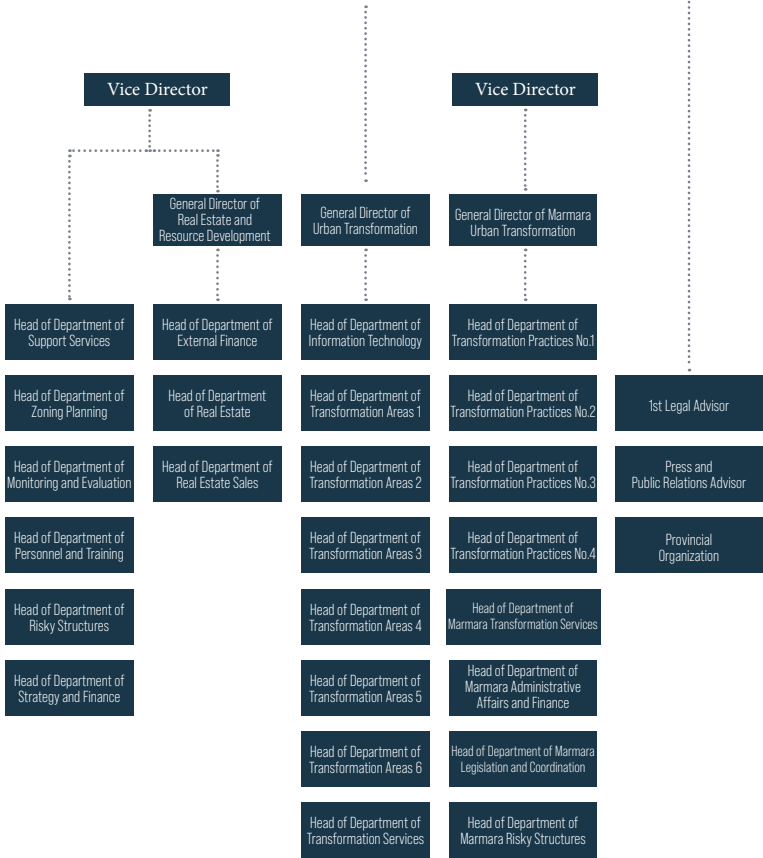 Vice Director
Vice Director
General Director of
Real Estate and
Resource Development
General Director of
Urban Transformation
General Director of Marmara
Urban Transformation
Head of Department of
Support Services
Head of Department of
External Finance
Head of Department of
Information Technology
Head of Department of
Transformation Practices No.1
Head of Department of
Zoning Planning
Head of Department
of Real Estate
Head of Department of
Transformation Areas 1
Head of Department of
Transformation Practices No.2
1st Legal Advisor
Head of Department of
Monitoring and Evaluation
Head of Department of
Real Estate Sales
Head of Department of
Transformation Areas 2
Head of Department of
Transformation Practices No.3
Press and
Public Relations Advisor
Head of Department of
Personnel and Training
Head of Department of
Transformation Areas 3
Head of Department of
Transformation Practices No.4
Provincial
Organization
Head of Department of
Risky Structures
Head of Department of
Transformation Areas 4
Head of Department of
Marmara Transformation Services
Head of Department of
Strategy and Finance
Head of Department of
Transformation Areas 5
Head of Department of
Marmara Administrative
Affairs and Finance
Head of Department of
Transformation Areas 6
Head of Department of Marmara
Legislation and Coordination
Head of Department of
Transformation Services
Head of Department of
Marmara Risky Structures